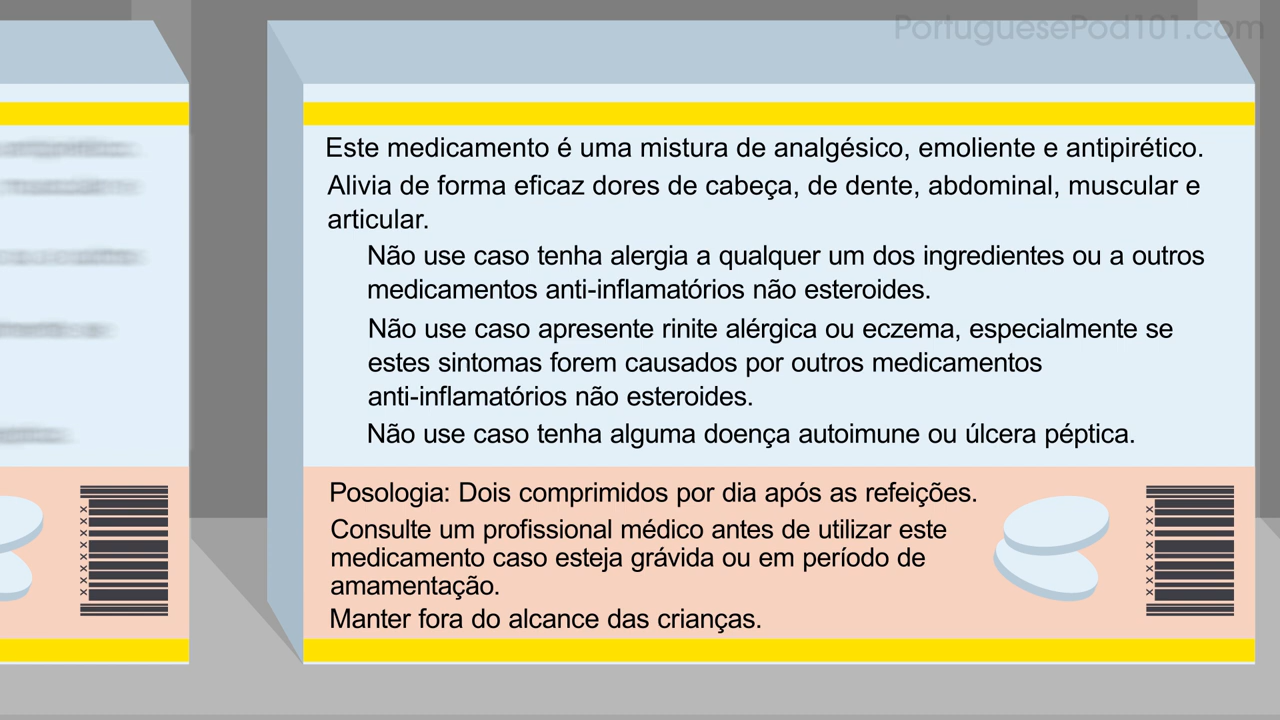 PortuguesePod101.com
Este medicamento é uma mistura de analgésico, emoliente e antipirético.
Alivia de forma eficaz dores de cabeça, de dente, abdominal, muscular e
articular.
Não use caso tenha alergia a qualquer um dos ingredientes ou a outros
medicamentos anti-inflamatórios não esteroides.
Não use caso apresente rinite alérgica ou eczema, especialmente se
estes sintomas forem causados por outros medicamentos
anti-inflamatórios não esteroides.
Não use caso tenha alguma doença autoimune ou úlcera péptica.
Posologia: Dois comprimidos por dia após as refeições.
Consulte um profissional médico antes de utilizar este
medicamento caso esteja grávida ou em período de
amamentação.
Manter fora do alcance das crianças.